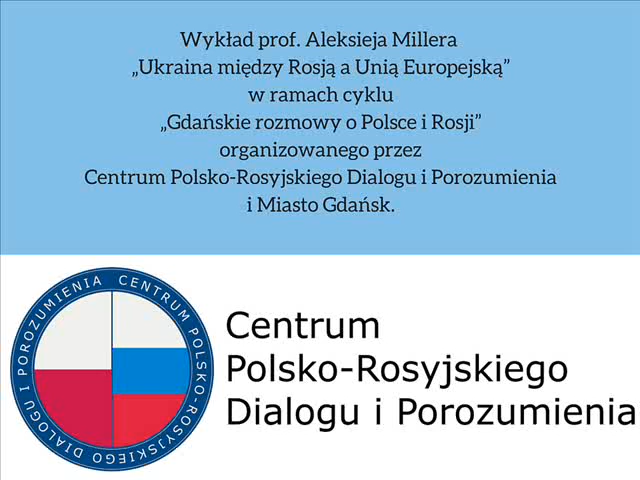 Wykład prof. Aleksieja Millera
„Ukraina między Rosją a Unią Europejską”
w ramach cyklu
„Gdańskie rozmowy o Polsce i Rosji”
organizowanego przez
Centrum Polsko-Rosyjskiego Dialogu i Porozumienia
i Miasto Gdańsk.
CENTRUM POLSKO-ROSYJSKIEGO DIALOGU I POROZUMIENIA
Centrum
Polsko-Rosyjskiego
Dialogu i Porozumienia